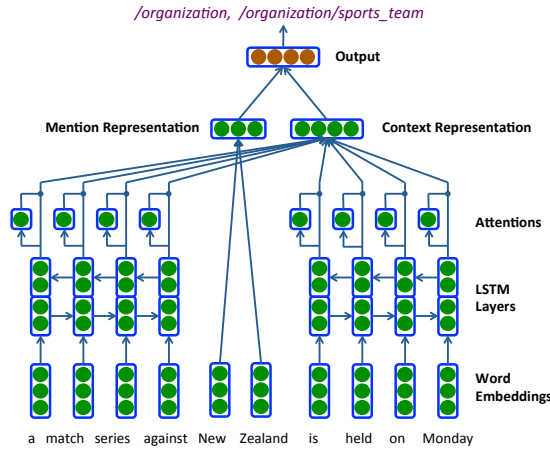 /organization, /organization/sports_team
Output
Mention Representation
Context Representation
Attentions
LSTM
Layers
Word
Embeddings
a match series against New Zealand is held on Monday